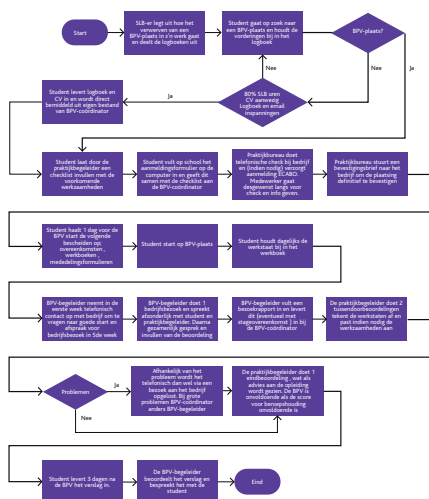 Start
SLB-er legt uit hoe het
verwerven van een
BPV-plaats in z'n werk gaat
en deelt de logboeken uit
Student gaat op zoek naar
een BPV-plaats en houdt de
vorderingen bij in het
logboek
BPV-plaats?
Nee
Nee
Ja
Student levert logboek en
CV in en wordt direct
bemiddeld uit eigen bestand
van BPV-coördinator
Ja
80% SLB uren
CV aanwezig
Logboek en email
inspanningen
Student laat door de
praktijkbegeleider een
checklist invullen met de
voorkomende
werkzaamheden
Student vult op school het
aanmeldingsformulier op de
computer in en geeft dit
samen met de checklist aan
de BPV-coördinator
Praktijkbureau doet
telefonische check bij bedrijf
en (indien nodig) verzorgt
aanmelding ECABO.
Medewerker gaat
desgewenst langs voor
check en info geven.
Praktijkbureau stuurt een
bevestigingsbrief naar het
bedrijf om de plaatsing
definitief te bevestigen
Student haalt 1 dag voor de
BPV start de volgende
bescheiden op;
overeenkomsten ,
werkboeken ,
mededelingsformulieren
Student start op BPV-plaats
Student houdt dagelijks de
werkstaat bij in het werkboek
BPV-begeleider neemt in de
eerste week telefonisch
contact op met bedrijf om te
vragen naar goede start en
afspraak voor
bedrijfsbezoek in 5de week
BPV-begeleider doet 1
bedrijfsbezoek en spreekt
afzonderlijk met student en
praktijkbegeleider. Daarna
gezamenlijk gesprek en
invullen van de beoordeling
BPV-begeleider vult een
bezoekrapport in en levert
dit (eventueel met
stageovereenkomst ) in bij
de BPV-coördinator
De praktijkbegeleider doet 2
tussendoorbeoordelingen
tekent de werkstaten af en
past indien nodig de
werkzaamheden aan
Problemen
Ja
Nee
Afhankelijk van het
probleem wordt het
telefonisch dan wel via een
bezoek aan het bedrijf
opgelost. Bij grote
problemen BPV-coördinator
anders BPV-begeleider
De praktijkbegeleider doet 1
eindbeoordeling , wat als
advies aan de opleiding
wordt gezien. De BPV is
onvoldoende als de score
voor beroepshouding
onvoldoende is
Student levert 3 dagen na
de BPV het verslag in.
De BPV-begeleider
beoordeelt het verslag en
bespreekt het met de
student
Eind